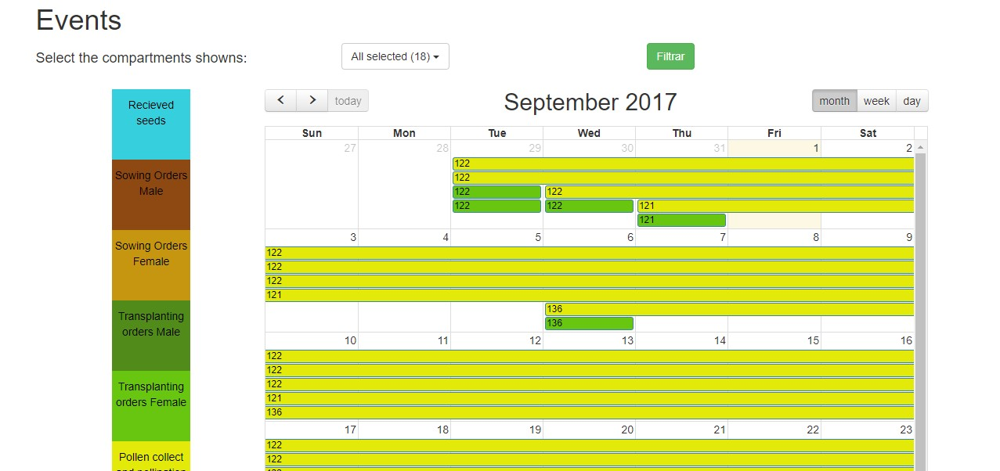 Events
Select the compartments showns:
All selected (18)
Filtrar
Recieved
seeds
Sowing Orders
Male
Sowing Orders
Female
Transplanting
orders Male
Transplanting
orders Female
Pollen collect
and pollination
today
September 2017
month week day
Sun Mon Tue Wed Thu Fri Sat
27 28 29 30 31 1 2
122
122
122 122
122 122 121
121
3 4 5 6 7 8 9
122
122
122
121
136
136
10 11 12 13 14 15 16
122
122
122
121
136
17 18 19 20 21 22 23
122
122